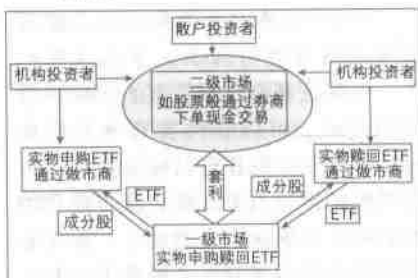 散户投资者
机构投资者
机构投资者
二级市场
如股票般通过券商
下单现金交易
实物申购ETF
通过做市商
实物赎回ETF
通过做市商
套利
ETF
成分股
成分股
ETF
一级市场
实物申购赎回ETF